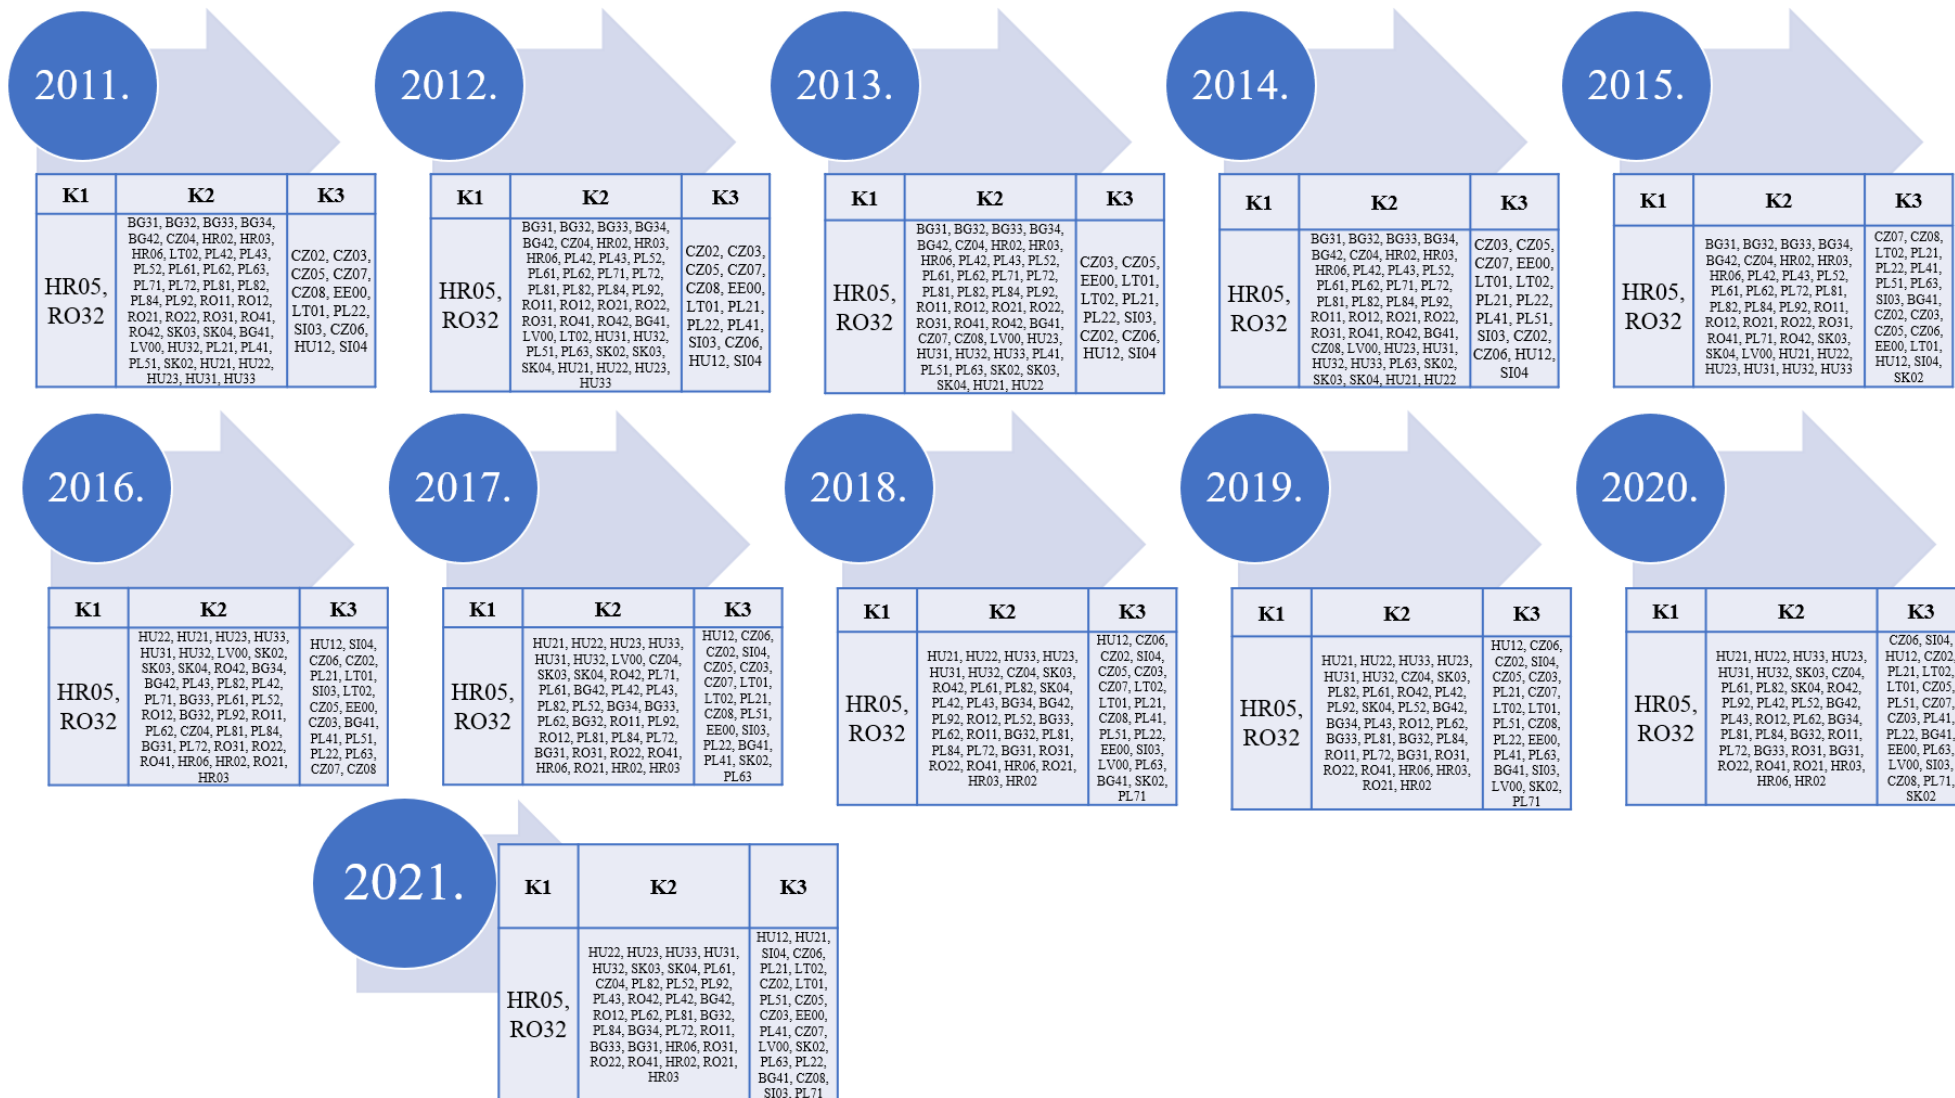 2011.
K1
K2
K3
HR05,
RO32
BG31, BG32, BG33, BG34,
BG42, CZ04, HR02, HR03,
HR06, LT02, PL42, PL43,
PL52, PL61, PL62, PL63,
PL71, PL72, PL81, PL82,
PL84, PL92, RO11, RO12,
RO21, RO22, RO31, RO41,
RO42, SK03, SK04, BG41,
LV00, HU32, PL21, PL41,
PL51, SK02, HU21, HU22,
HU23, HU31, HU33
CZ02, CZ03,
CZ05, CZ07,
CZ08, EE00,
LT01, PL22,
SI03, CZ06,
HU12, SI04
2012.
K1
K2
K3
HR05,
RO32
BG31, BG32, BG33, BG34,
BG42, CZ04, HR02, HR03,
HR06, PL42, PL43, PL52,
PL61, PL62, PL71, PL72,
PL81, PL82, PL84, PL92,
RO11, RO12, RO21, RO22,
RO31, RO41, RO42, BG41,
LV00, LT02, HU31, HU32,
PL51, PL63, SK02, SK03,
SK04, HU21, HU22, HU23,
HU33
CZ02, CZ03,
CZ05, CZ07,
CZ08, EE00,
LT01, PL21,
PL22, PL41,
SI03, CZ06,
HU12, SI04
2013.
K1
K2
K3
HR05,
RO32
BG31, BG32, BG33, BG34,
BG42, CZ04, HR02, HR03,
HR06, PL42, PL43, PL52,
PL61, PL62, PL71, PL72,
PL81, PL82, PL84, PL92,
RO11, RO12, RO21, RO22,
RO31, RO41, RO42, BG41,
CZ07, CZ08, LV00, HU23,
HU31, HU32, HU33, PL41,
PL51, PL63, SK02, SK03,
SK04, HU21, HU22
CZ03, CZ05,
EE00, LT01,
LT02, PL21,
PL22, SI03,
CZ02, CZ06,
HU12, SI04
2014.
K1
K2
K3
HR05,
RO32
BG31, BG32, BG33, BG34,
BG42, CZ04, HR02, HR03,
HR06, PL42, PL43, PL52,
PL61, PL62, PL71, PL72,
PL81, PL82, PL84, PL92,
RO11, RO12, RO21, RO22,
RO31, RO41, RO42, BG41,
CZ08, LV00, HU23, HU31,
HU32, HU33, PL63, SK02,
SK03, SK04, HU21, HU22
CZ03, CZ05,
CZ07, EE00,
LT01, LT02,
PL21, PL22,
PL41, PL51,
SI03, CZ02,
CZ06, HU12,
SI04
2015.
K1
K2
K3
HR05,
RO32
BG31, BG32, BG33, BG34,
BG42, CZ04, HR02, HR03,
HR06, PL42, PL43, PL52,
PL61, PL62, PL72, PL81,
PL82, PL84, PL92, RO11,
RO12, RO21, RO22, RO31,
RO41, PL71, RO42, SK03,
SK04, LV00, HU21, HU22,
HU23, HU31, HU32, HU33
CZ07, CZ08,
LT02, PL21,
PL22, PL41,
PL51, PL63,
SI03, BG41,
CZ02, CZ03,
CZ05, CZ06,
EE00, LT01,
HU12, SI04,
SK02
2016.
K1
K2
K3
HR05,
RO32
HU22, HU21, HU23, HU33,
HU31, HU32, LV00, SK02,
SK03, SK04, RO42, BG34,
BG42, PL43, PL82, PL42,
PL71, BG33, PL61, PL52,
RO12, BG32, PL92, RO11,
PL62, CZ04, PL81, PL84,
BG31, PL72, RO31, RO22,
RO41, HR06, HR02, RO21,
HR03
HU12, SI04,
CZ06, CZ02,
PL21, LT01,
SI03, LT02,
CZ05, EE00,
CZ03, BG41,
PL41, PL51,
PL22, PL63,
CZ07, CZ08
2017.
K1
K2
K3
HR05,
RO32
HU21, HU22, HU23, HU33,
HU31, HU32, LV00, CZ04,
SK03, SK04, RO42, PL71,
PL61, BG42, PL42, PL43,
PL82, PL52, BG34, BG33,
PL62, BG32, RO11, PL92,
RO12, PL81, PL84, PL72,
BG31, RO31, RO22, RO41,
HR06, RO21, HR02, HR03
HU12, CZ06,
CZ02, SI04,
CZ05, CZ03,
CZ07, LT01,
LT02, PL21,
CZ08, PL51,
EE00, SI03,
PL22, BG41,
PL41, SK02,
PL63
2018.
K1
K2
K3
HR05,
RO32
HU21, HU22, HU33, HU23,
HU31, HU32, CZ04, SK03,
RO42, PL61, PL82, SK04,
PL42, PL43, BG34, BG42,
PL92, RO12, PL52, BG33,
PL62, RO11, BG32, PL81,
PL84, PL72, BG31, RO31,
RO22, RO41, HR06, RO21,
HR03, HR02
HU12, CZ06,
CZ02, SI04,
CZ05, CZ03,
CZ07, LT02,
LT01, PL21,
CZ08, PL41,
PL51, PL22,
EE00, SI03,
LV00, PL63,
BG41, SK02,
PL71
2019.
K1
K2
K3
HR05,
RO32
HU21, HU22, HU33, HU23,
HU31, HU32, CZ04, SK03,
PL82, PL61, RO42, PL42,
PL92, SK04, PL52, BG42,
BG34, PL43, RO12, PL62,
BG33, PL81, BG32, PL84,
RO11, PL72, BG31, RO31,
RO22, RO41, HR06, HR03,
RO21, HR02
HU12, CZ06,
CZ02, SI04,
CZ05, CZ03,
PL21, CZ07,
LT02, LT01,
PL51, CZ08,
PL22, EE00,
PL41, PL63,
BG41, SI03,
LV00, SK02,
PL71
2020.
K1
K2
K3
HR05,
RO32
HU21, HU22, HU33, HU23,
HU31, HU32, SK03, CZ04,
PL61, PL82, SK04, RO42,
PL92, PL42, PL52, BG42,
PL43, RO12, PL62, BG34,
PL81, PL84, BG32, RO11,
PL72, BG33, RO31, BG31,
RO22, RO41, RO21, HR03,
HR06, HR02
CZ06, SI04,
HU12, CZ02,
PL21, LT02,
LT01, CZ05,
PL51, CZ07,
CZ03, PL41,
PL22, BG41,
EE00, PL63,
LV00, SI03,
CZ08, PL71,
SK02
2021.
K1
K2
K3
HR05,
RO32
HU22, HU23, HU33, HU31,
HU32, SK03, SK04, PL61,
CZ04, PL82, PL52, PL92,
PL43, RO42, PL42, BG42,
RO12, PL62, PL81, BG32,
PL84, BG34, PL72, RO11,
BG33, BG31, HR06, RO31,
RO22, RO41, HR02, RO21,
HR03
HU12, HU21,
SI04, CZ06,
PL21, LT02,
CZ02, LT01,
PL51, CZ05,
CZ03, EE00,
PL41, CZ07,
LV00, SK02,
PL63, PL22,
BG41, CZ08,
SI03, PL71